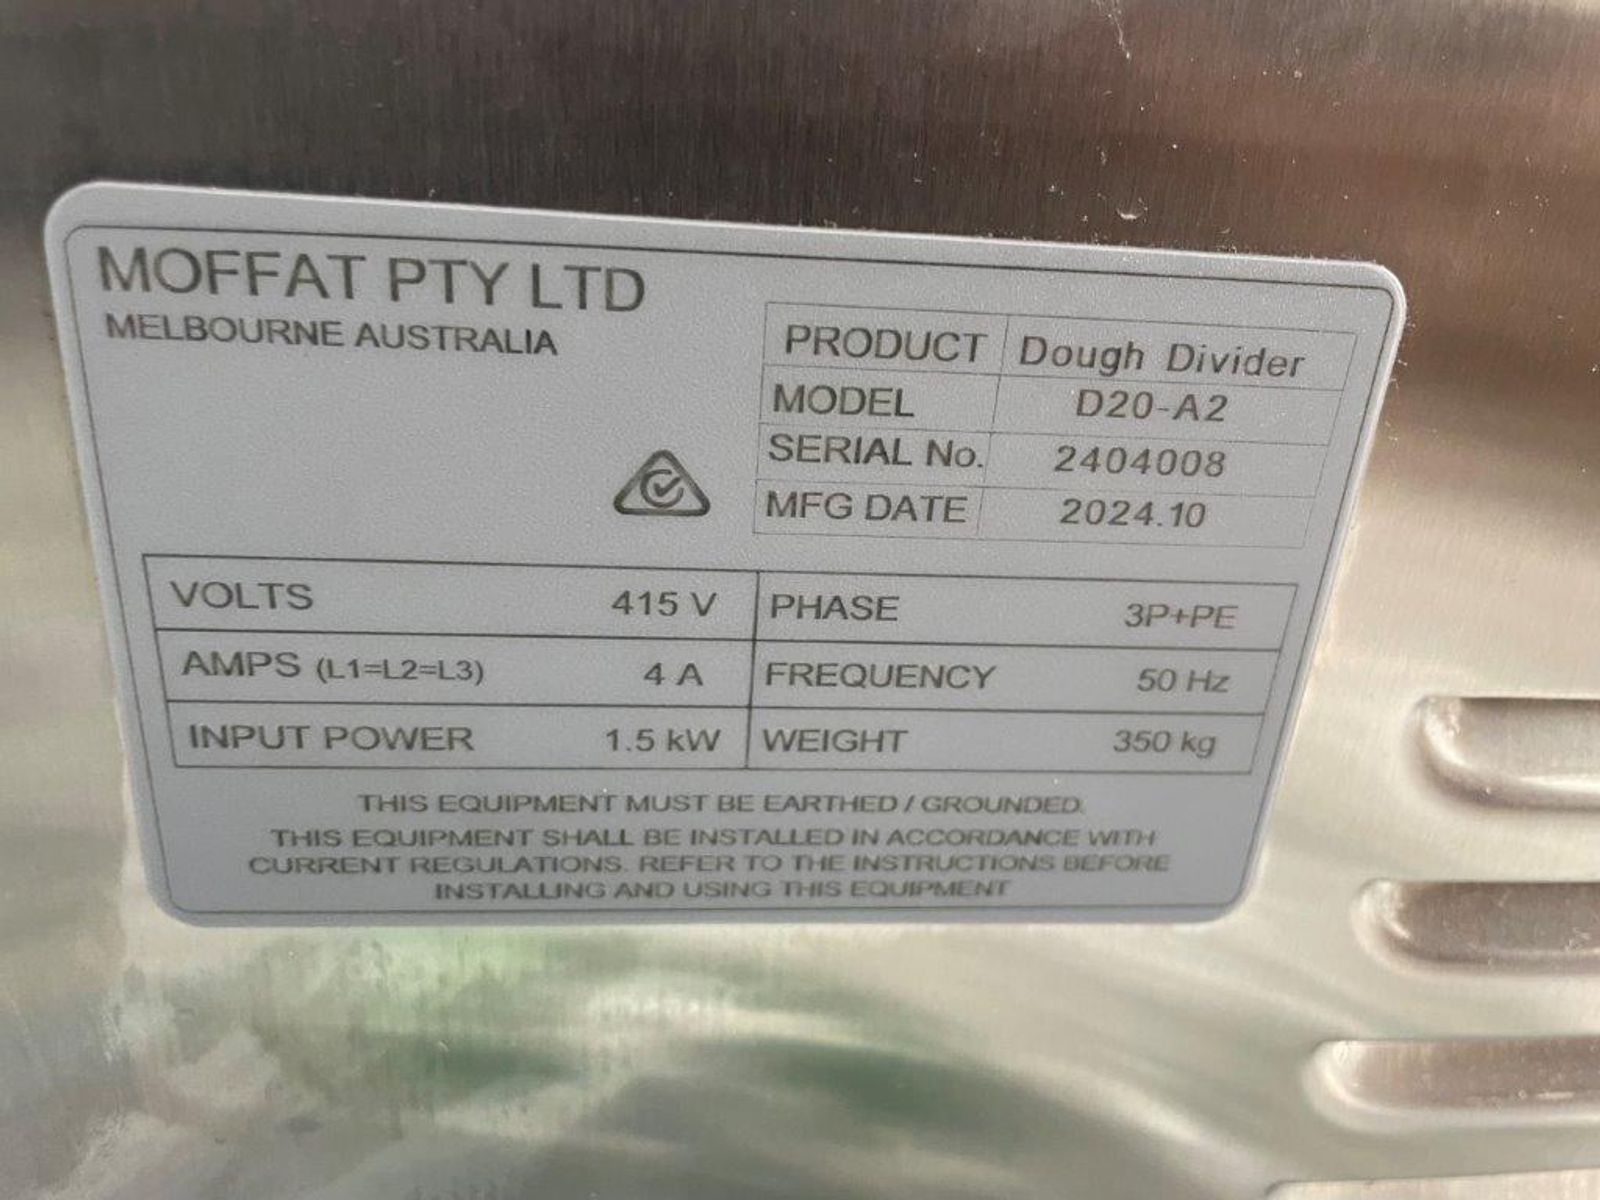 MOFFAT PTY LTD
MELBOURNE AUSTRALIA
PRODUCT Dough Divider
MODEL D20-A2
SERIAL No. 2404008
MFG DATE 2024.10
VOLTS 415 V PHASE 3P+PE
AMPS (L1=L2=L3) 4 A FREQUENCY 50 Hz
INPUT POWER 1.5 kW WEIGHT 350 kg
THIS EQUIPMENT MUST BE EARTHED / GROUNDED.
THIS EQUIPMENT SHALL BE INSTALLED IN ACCORDANCE WITH
CURRENT REGULATIONS. REFER TO THE INSTRUCTIONS BEFORE
INSTALLING AND USING THIS EQUIPMENT